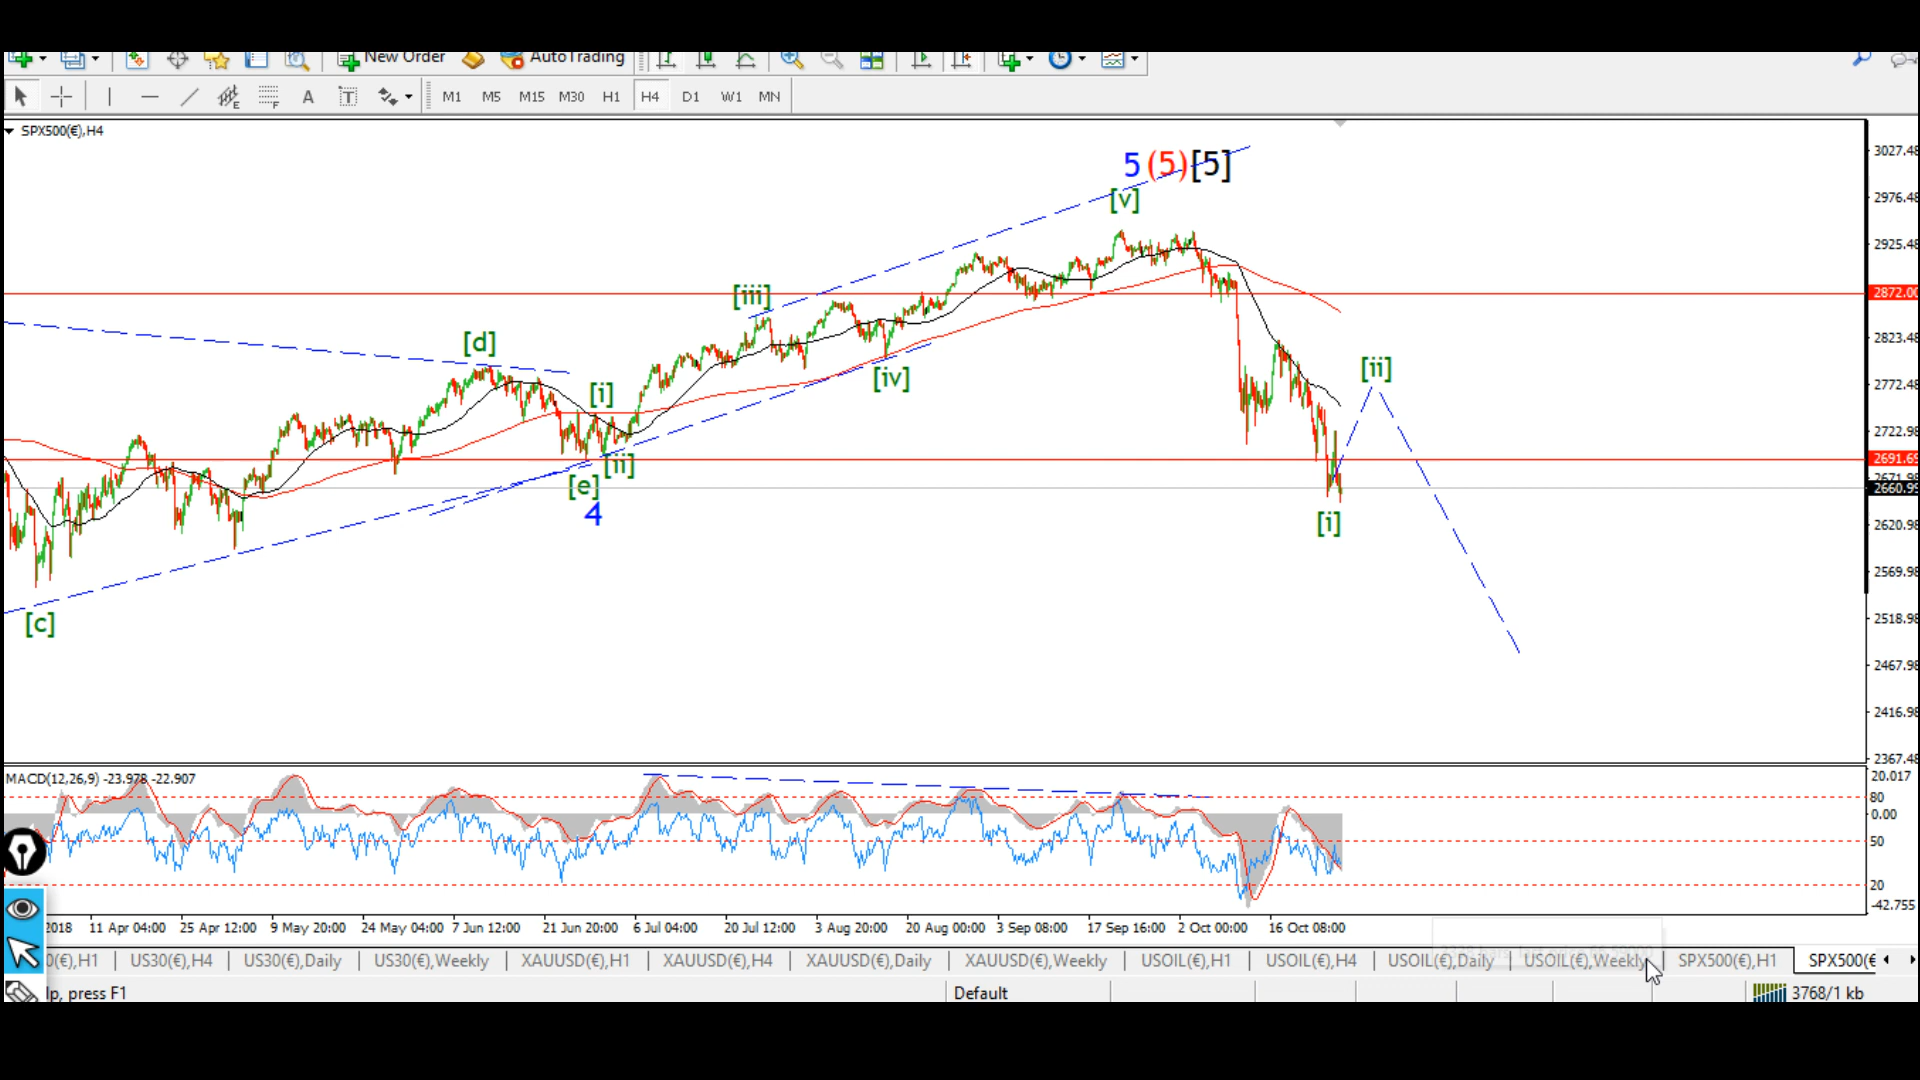 New Order AutoTrading
E F A T M1 M5 M15 M30 H1 H4 D1 W1 MN
SPX500(€),H4
5 (5) [5]
[v]
[iii]
[d]
[iv]
[i]
[ii]
[ii]
[e]
4
[i]
[c]
3027.48
2976.48
2925.48
2872.00
2823.48
2772.48
2722.98
2691.69
2671.98
2660.99
2620.98
2569.98
2518.98
2467.98
2416.98
2367.48
MACD(12,26,9) -23.978 -22.907
20.017
80
0.00
50
20
-42.755
2018 11 Apr 04:00 25 Apr 12:00 9 May 20:00 24 May 04:00 7 Jun 12:00 21 Jun 20:00 6 Jul 04:00 20 Jul 12:00 3 Aug 20:00 20 Aug 00:00 3 Sep 08:00 17 Sep 16:00 2 Oct 00:00 16 Oct 08:00
0(€),H1 US30(€),H4 US30(€),Daily US30(€),Weekly XAUUSD(€),H1 XAUUSD(€),H4 XAUUSD(€),Daily XAUUSD(€),Weekly USOIL(€),H1 USOIL(€),H4 USOIL(€),Daily USOIL(€),Weekly SPX500(€),H1 SPX500(€
lp, press F1 Default 3768/1 kb